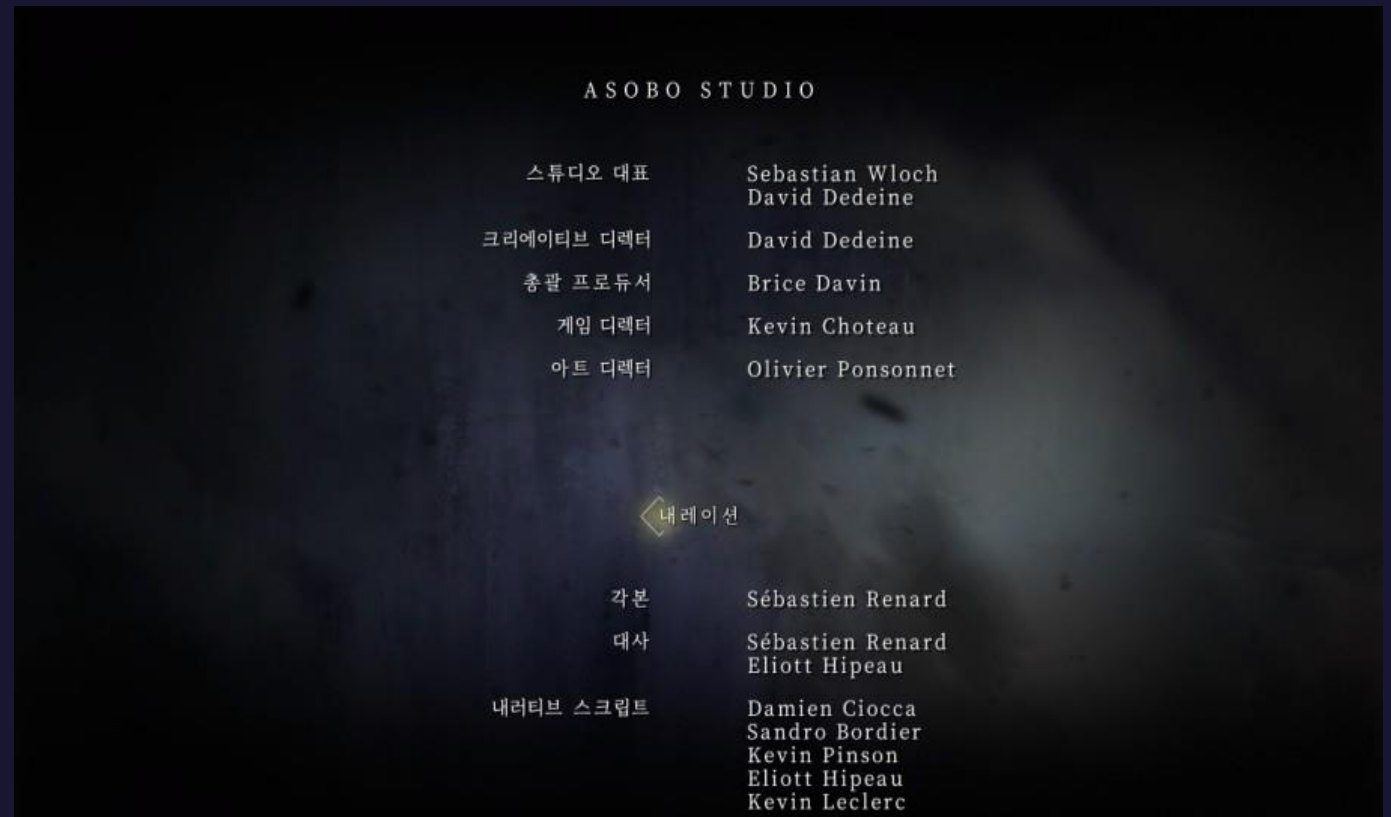 ASOBO STUDIO
스튜디오 대표 Sebastian Wloch
David Dedeine
크리에이티브 디렉터 David Dedeine
총괄 프로듀서 Brice Davin
게임 디렉터 Kevin Choteau
아트 디렉터 Olivier Ponsonnet
내레이션
각본 Sébastien Renard
대사 Sébastien Renard
Eliott Hipeau
내러티브 스크립트 Damien Ciocca
Sandro Bordier
Kevin Pinson
Eliott Hipeau
Kevin Leclerc